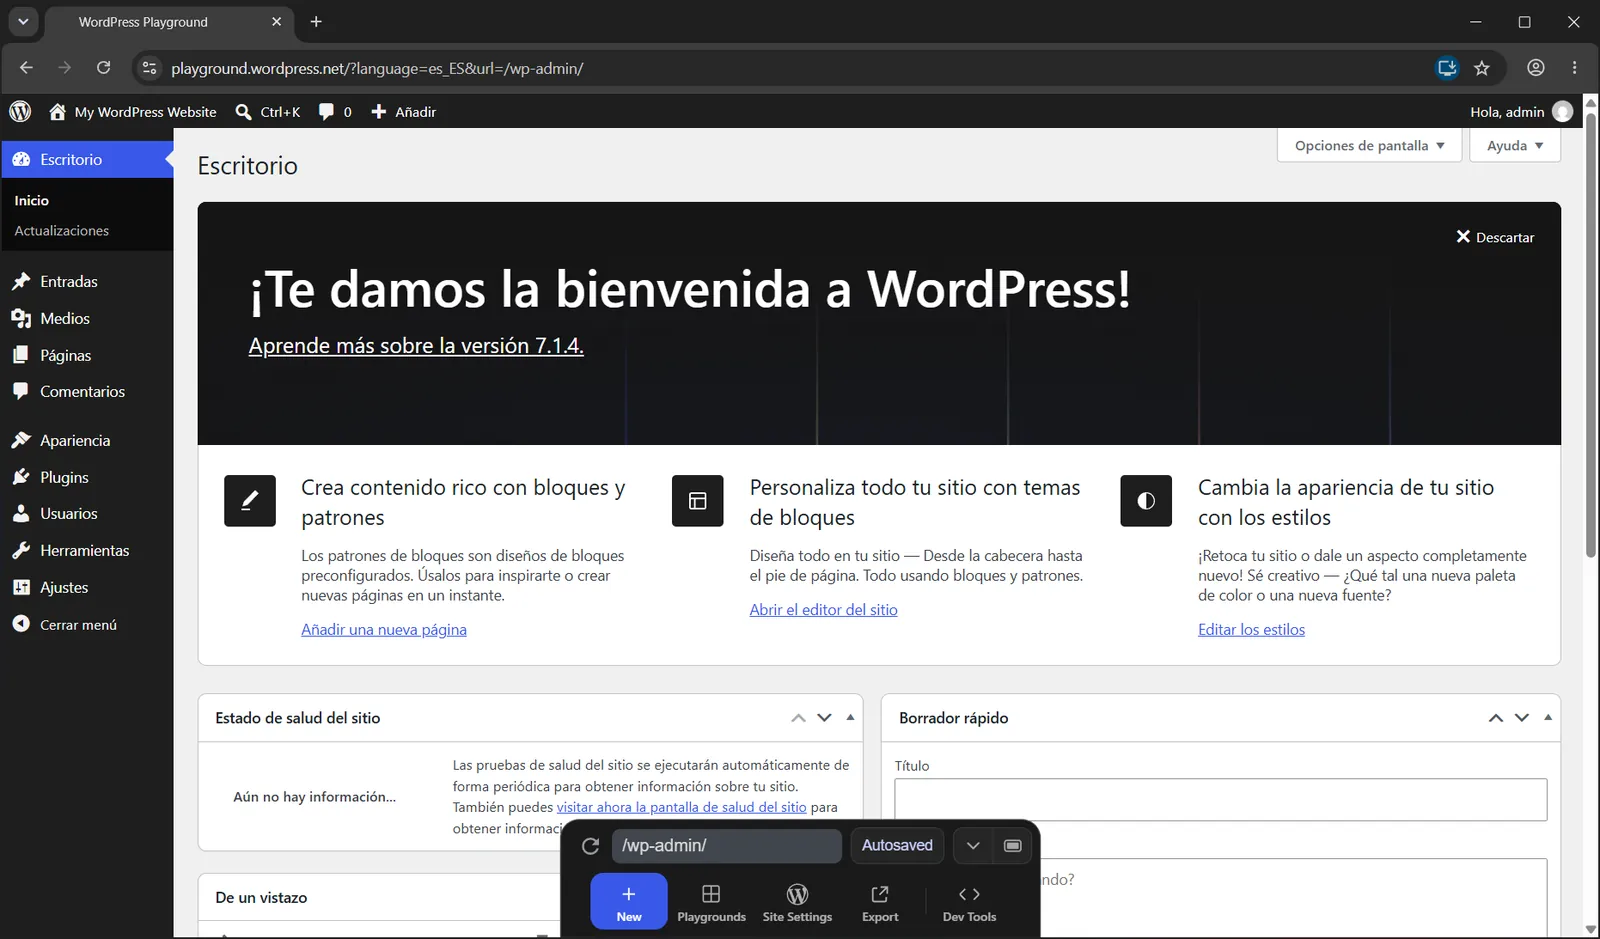 WordPress Playground
playground.wordpress.net/?language=es_ES&url=/wp-admin/
My WordPress Website
Ctrl+K
0
Añadir
Hola, admin
Escritorio
Inicio
Actualizaciones
Entradas
Medios
Páginas
Comentarios
Apariencia
Plugins
Usuarios
Herramientas
Ajustes
Cerrar menú
Escritorio
Opciones de pantalla
Ayuda
Descartar
¡Te damos la bienvenida a WordPress!
Aprende más sobre la versión 7.1.4.
Crea contenido rico con bloques y
patrones
Los patrones de bloques son diseños de bloques
preconfigurados. Úsalos para inspirarte o crear
nuevas páginas en un instante.
Añadir una nueva página
Personaliza todo tu sitio con temas
de bloques
Diseña todo en tu sitio — Desde la cabecera hasta
el pie de página. Todo usando bloques y patrones.
Abrir el editor del sitio
Cambia la apariencia de tu sitio
con los estilos
¡Retoca tu sitio o dale un aspecto completamente
nuevo! Sé creativo — ¿Qué tal una nueva paleta
de color o una nueva fuente?
Editar los estilos
Estado de salud del sitio
Aún no hay información...
Las pruebas de salud del sitio se ejecutarán automáticamente de
forma periódica para obtener información sobre tu sitio.
También puedes visitar ahora la pantalla de salud del sitio para
obtener informaci
De un vistazo
Borrador rápido
Título
ndo?
/wp-admin/
Autosaved
New
Playgrounds
Site Settings
Export
Dev Tools